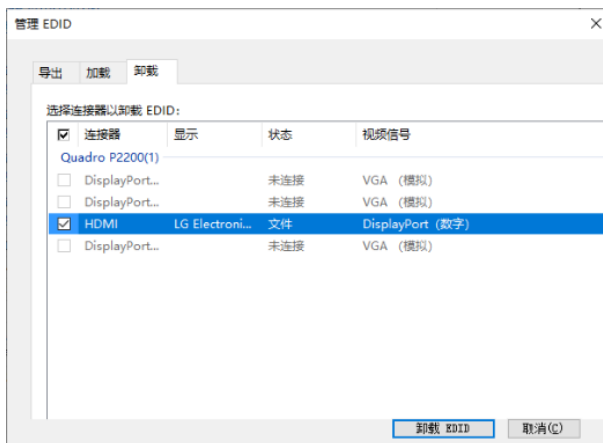 管理 EDID
导出 加载 卸载
选择连接器以卸载 EDID:
连接器 显示 状态 视频信号
Quadro P2200(1)
DisplayPort... 未连接 VGA (模拟)
DisplayPort... 未连接 VGA (模拟)
HDMI LG Electroni... 文件 DisplayPort (数字)
DisplayPort... 未连接 VGA (模拟)
卸载 EDID 取消(C)